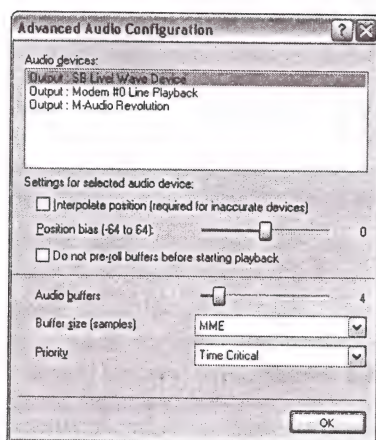 Advanced Audio Configuration
Audio devices:
Output : SB Live! Wave Device
Output : Modem #0 Line Playback
Output : M-Audio Revolution
Settings for selected audio device:
Interpolate position (required for inaccurate devices)
Position bias (-64 to 64): 0
Do not pre-roll buffers before starting playback
Audio buffers 4
Buffer size (samples) MME
Priority Time Critical
OK